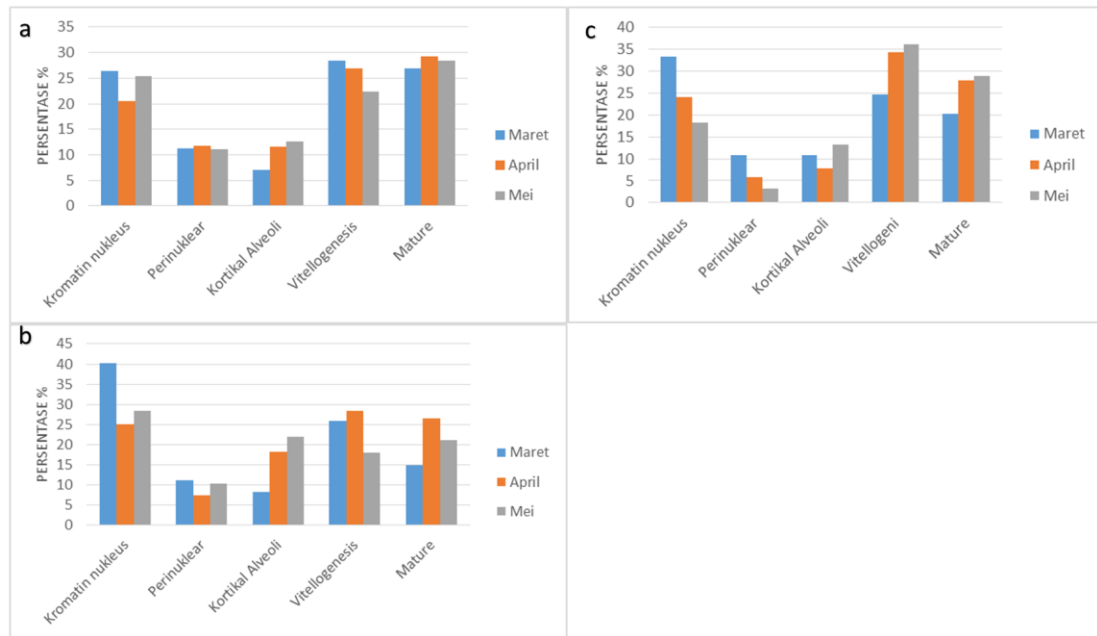 a
PERSENTASE %
35
30
25
20
15
10
5
0
Kromatin nukleus
Perinuklear
Kortikal Alveoli
Vitellogenesis
Mature
Maret
April
Mei
c
PERSENTASE %
40
35
30
25
20
15
10
5
0
Kromatin nukleus
Perinuklear
Kortikal Alveoli
Vitellogeni
Mature
Maret
April
Mei
b
PERSENTASE %
45
40
35
30
25
20
15
10
5
0
Kromatin nukleus
Perinuklear
Kortikal Alveoli
Vitellogenesis
Mature
Maret
April
Mei